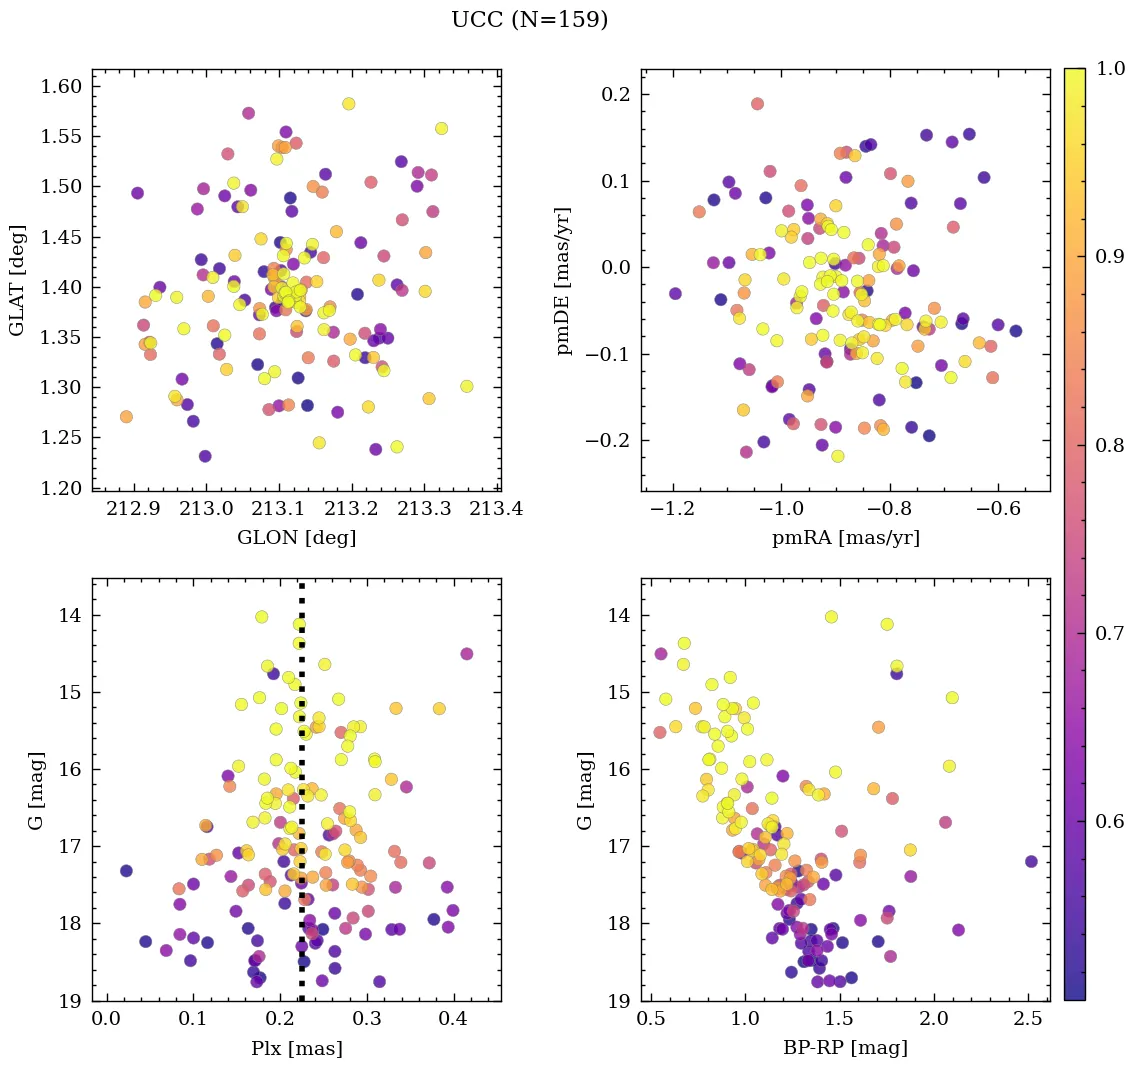 UCC (N=159)
1.60
1.55
1.50
1.45
1.40
1.35
1.30
1.25
1.20
GLAT [deg]
212.9 213.0 213.1 213.2 213.3 213.4
GLON [deg]
0.2
0.1
0.0
−0.1
−0.2
pmDE [mas/yr]
−1.2 −1.0 −0.8 −0.6
pmRA [mas/yr]
1.0
0.9
0.8
0.7
0.6
14
15
16
17
18
19
G [mag]
0.0 0.1 0.2 0.3 0.4
Plx [mas]
14
15
16
17
18
19
G [mag]
0.5 1.0 1.5 2.0 2.5
BP-RP [mag]